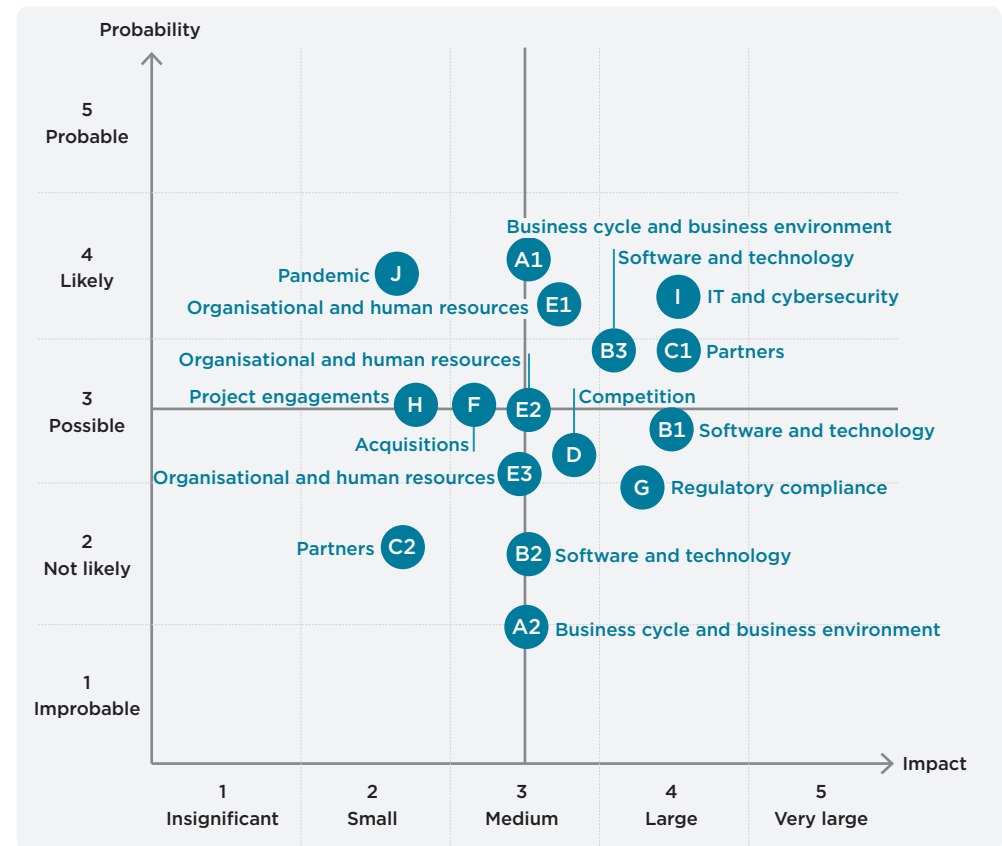 Probability
5
Probable
Business cycle and business environment
4
Likely
A1
Software and technology
Pandemic
J
Organisational and human resources
E1
I
IT and cybersecurity
B3
C1
Partners
Organisational and human resources
3
Possible
Project engagements
H
F
E2
Competition
Acquisitions
B1
Software and technology
D
Organisational and human resources
E3
G
Regulatory compliance
2
Not likely
Partners
C2
B2
Software and technology
A2
Business cycle and business environment
1
Improbable
Impact
1
Insignificant
2
Small
3
Medium
4
Large
5
Very large